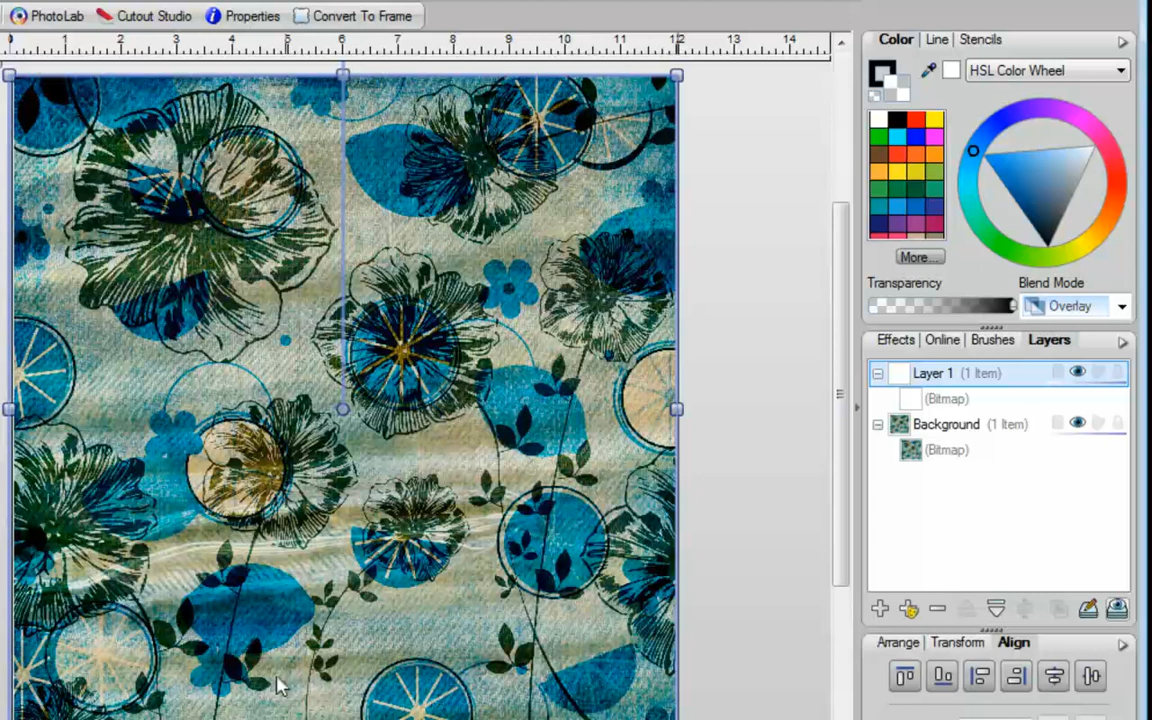 PhotoLab Cutout Studio Properties Convert To Frame
1 2 3 4 5 6 7 8 9 10 11 12 13 14
Color Line Stencils
HSL Color Wheel
More...
Transparency Blend Mode
Overlay
Effects Online Brushes Layers
Layer 1 (1 Item)
(Bitmap)
Background (1 Item)
(Bitmap)
Arrange Transform Align